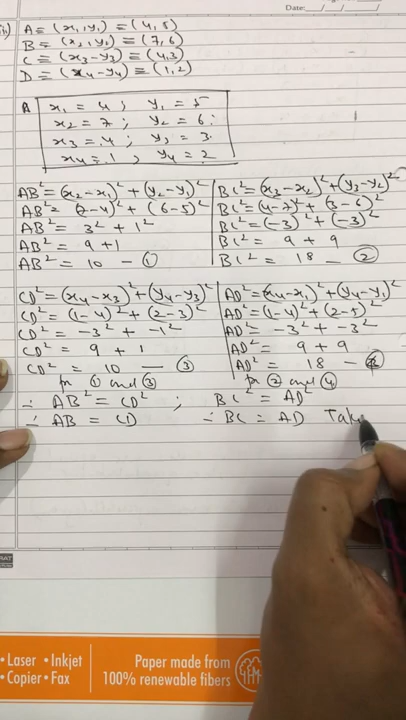 Date: __/__/__
iii) A = (x₁, y₁) = (4, 5)
B = (x₂, y₂) = (7, 6)
C = (x₃ - y₃) = (4, 3)
D = (x₄ - y₄) = (1, 2)
x₁ = 4 ; y₁ = 5
x₂ = 7 ; y₂ = 6 ;
x₃ = 4 ; y₃ = 3.
x₄ = 1 , y₄ = 2
AB² = (x₂ - x₁)² + (y₂ - y₁)²
AB² = (7 - 4)² + (6 - 5)²
AB² = 3² + 1²
AB² = 9 + 1
AB² = 10 — ①
BC² = (x₃ - x₂)² + (y₃ - y₂)²
BC² = (4 - 7)² + (3 - 6)²
BC² = (-3)² + (-3)²
BC² = 9 + 9
BC² = 18 — ②
CD² = (x₄ - x₃)² + (y₄ - y₃)²
CD² = (1 - 4)² + (2 - 3)²
CD² = -3² + -1²
CD² = 9 + 1
CD² = 10 — ③
AD² = (x₄ - x₁)² + (y₄ - y₁)²
AD² = (1 - 4)² + (2 - 5)²
AD² = -3² + -3²
AD² = 9 + 9
AD² = 18 — ④
① and ③
② and ④
∴ AB² = CD² ; BC² = AD²
∴ AB = CD ∴ BC = AD Tak
• Laser • Inkjet
• Copier • Fax
Paper made from
100% renewable fibers